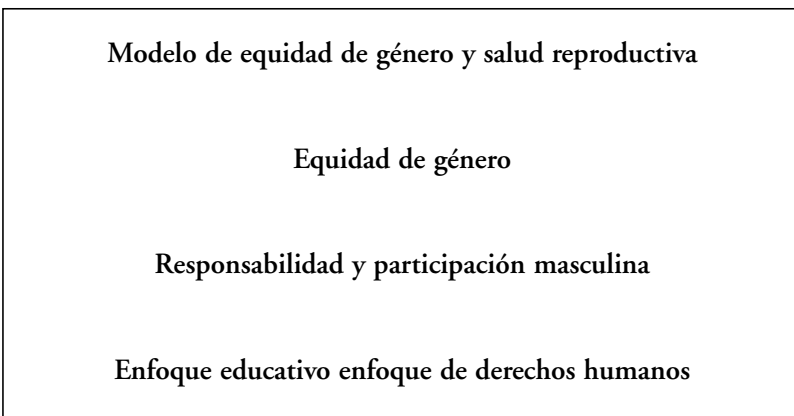 Modelo de equidad de género y salud reproductiva
Equidad de género
Responsabilidad y participación masculina
Enfoque educativo enfoque de derechos humanos